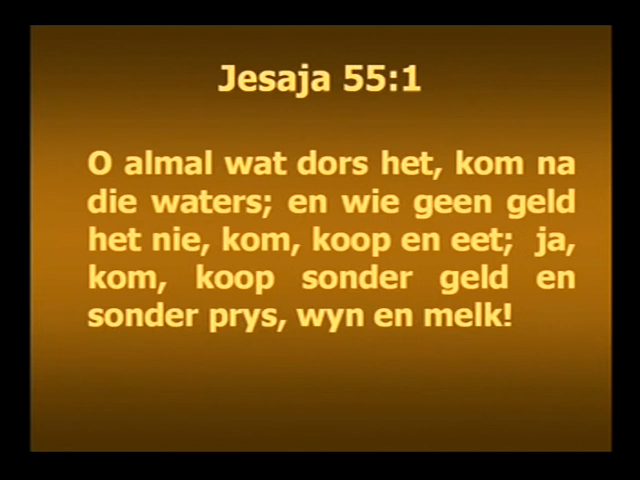 Jesaja 55:1
O almal wat dors het, kom na
die waters; en wie geen geld
het nie, kom, koop en eet; ja,
kom, koop sonder geld en
sonder prys, wyn en melk!